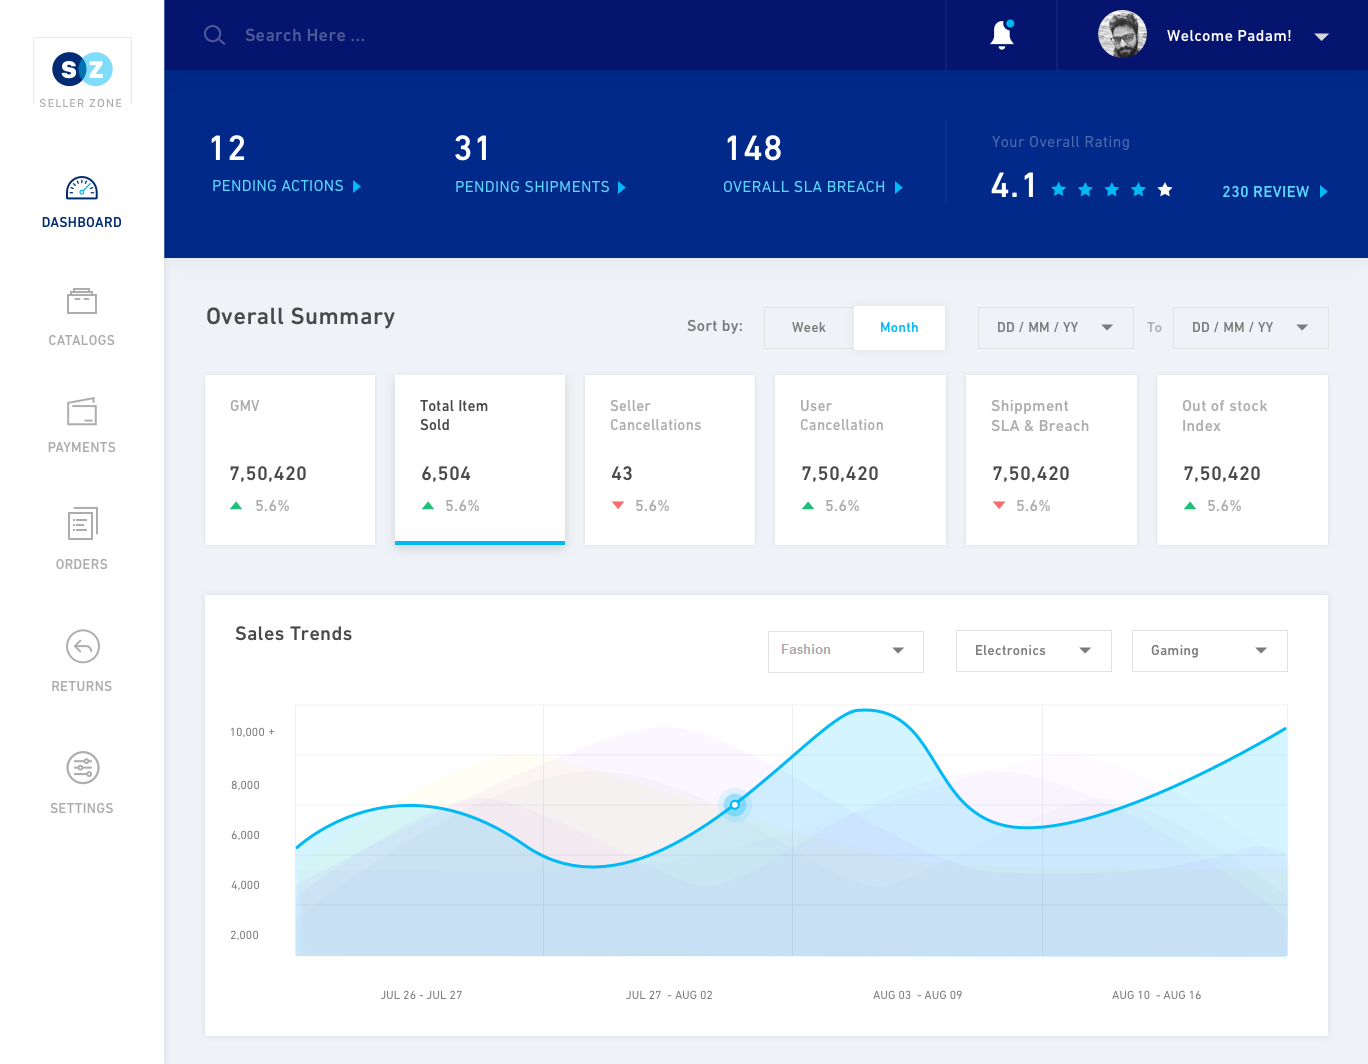 SZ
SELLER ZONE
Search Here ...
Welcome Padam!
DASHBOARD
CATALOGS
PAYMENTS
ORDERS
RETURNS
SETTINGS
12
PENDING ACTIONS
31
PENDING SHIPMENTS
148
OVERALL SLA BREACH
Your Overall Rating
4.1
230 REVIEW
Overall Summary
Sort by:
Week
Month
DD / MM / YY
To
DD / MM / YY
GMV
7,50,420
5.6%
Total Item
Sold
6,504
5.6%
Seller
Cancellations
43
5.6%
User
Cancellation
7,50,420
5.6%
Shippment
SLA & Breach
7,50,420
5.6%
Out of stock
Index
7,50,420
5.6%
Sales Trends
Fashion
Electronics
Gaming
10,000 +
8,000
6,000
4,000
2,000
JUL 26 - JUL 27
JUL 27 - AUG 02
AUG 03 - AUG 09
AUG 10 - AUG 16